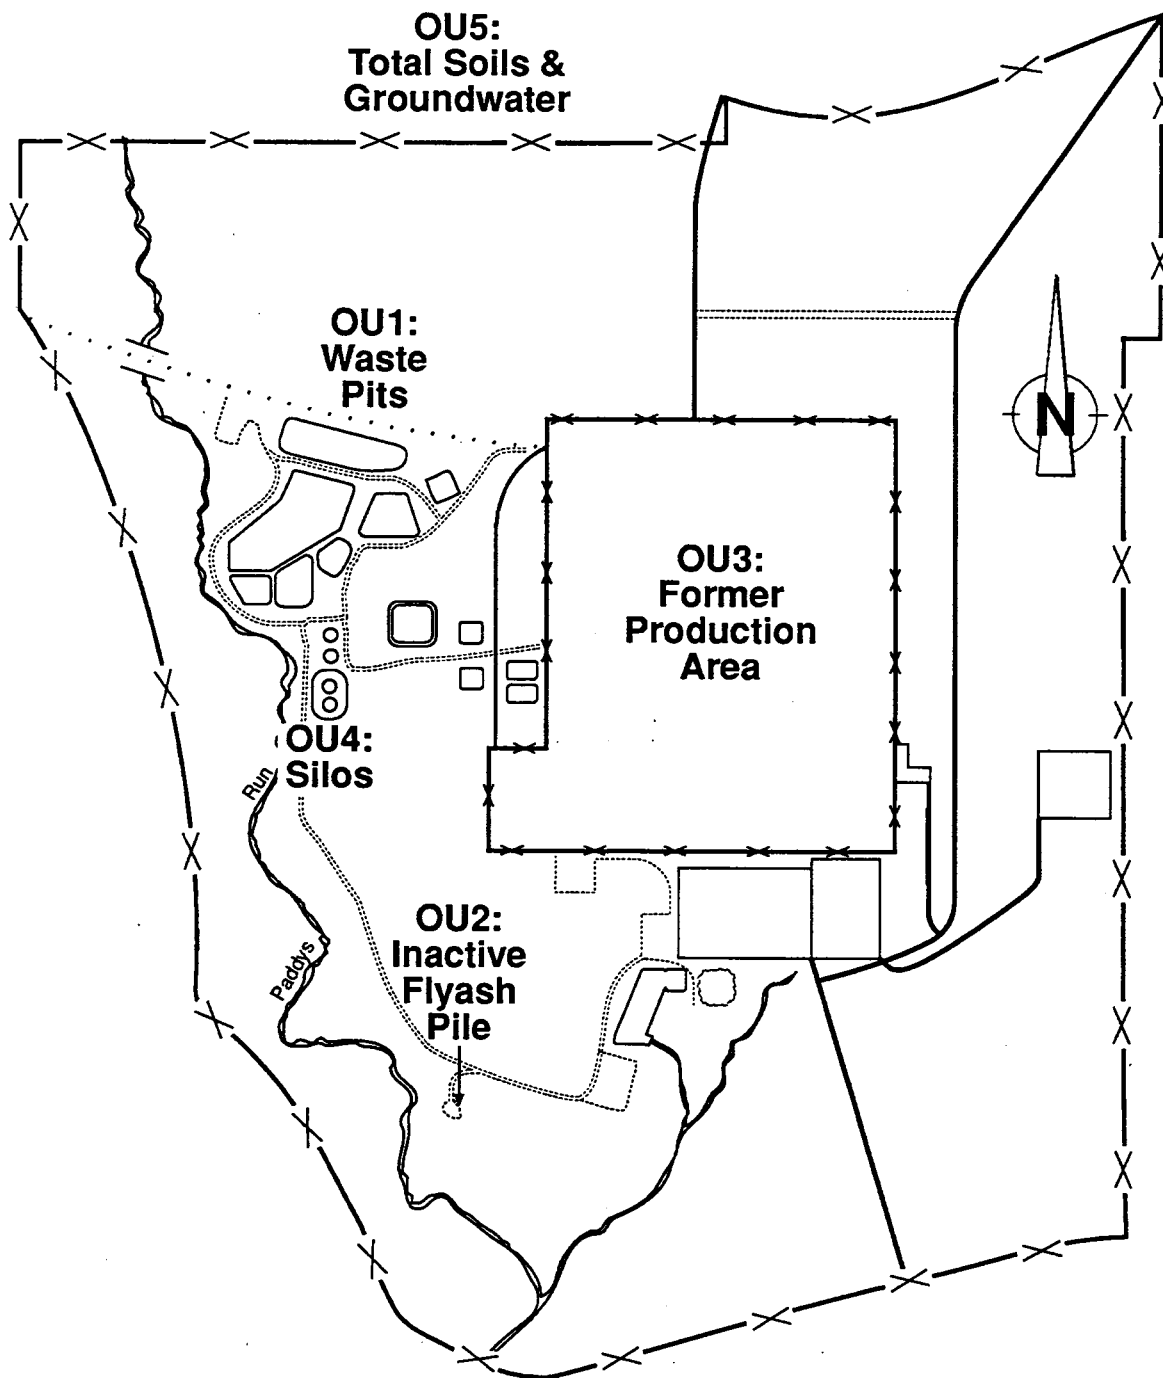 OU5:
Total Soils &
Groundwater
OU1:
Waste
Pits
N
OU3:
Former
Production
Area
OU4:
Silos
Run
OU2:
Inactive
Flyash
Pile
Paddys